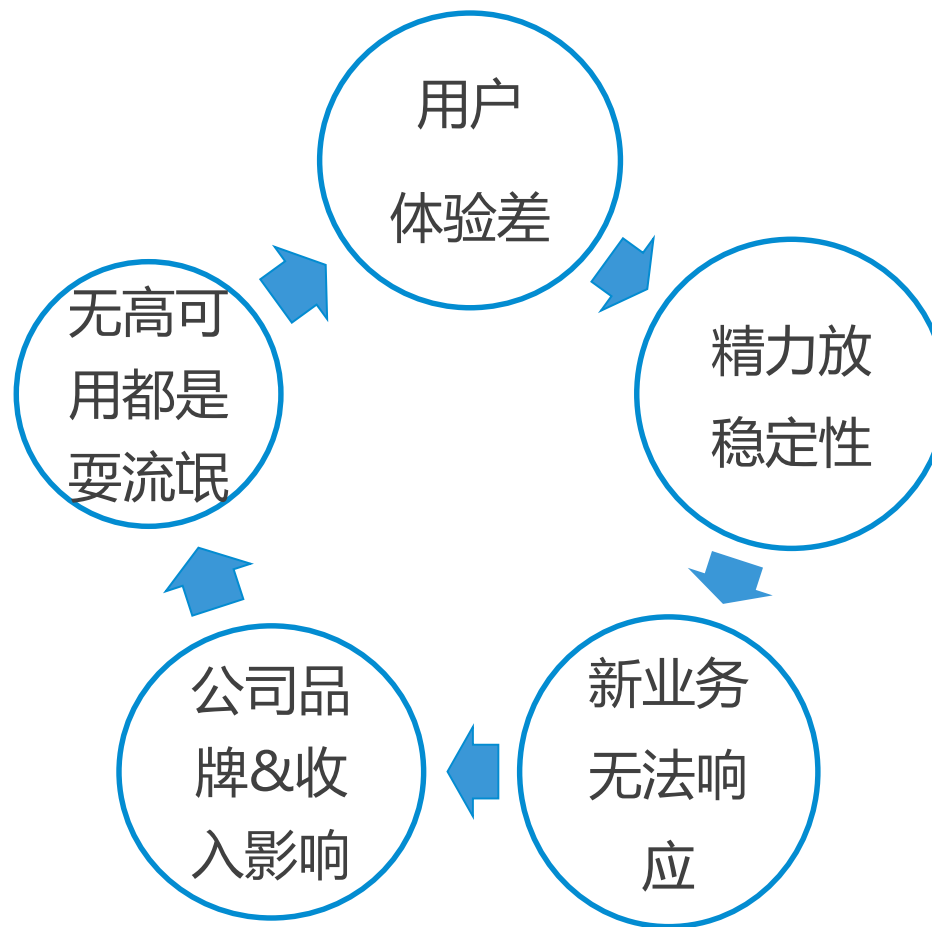 用户
体验差
精力放
稳定性
新业务
无法响
应
公司品
牌&收
入影响
无高可
用都是
耍流氓